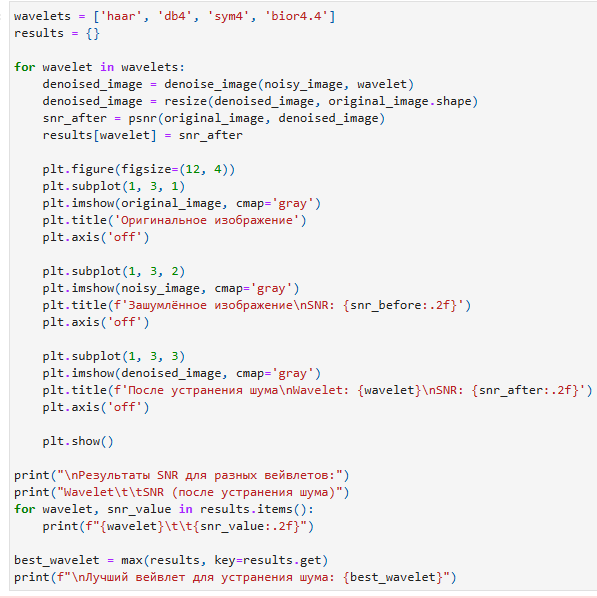 wavelets = ['haar', 'db4', 'sym4', 'bior4.4']
results = {}

for wavelet in wavelets:
    denoised_image = denoise_image(noisy_image, wavelet)
    denoised_image = resize(denoised_image, original_image.shape)
    snr_after = psnr(original_image, denoised_image)
    results[wavelet] = snr_after

    plt.figure(figsize=(12, 4))
    plt.subplot(1, 3, 1)
    plt.imshow(original_image, cmap='gray')
    plt.title('Оригинальное изображение')
    plt.axis('off')

    plt.subplot(1, 3, 2)
    plt.imshow(noisy_image, cmap='gray')
    plt.title(f'Зашумлённое изображение\nSNR: {snr_before:.2f}')
    plt.axis('off')

    plt.subplot(1, 3, 3)
    plt.imshow(denoised_image, cmap='gray')
    plt.title(f'После устранения шума\nWavelet: {wavelet}\nSNR: {snr_after:.2f}')
    plt.axis('off')

    plt.show()

print("\nРезультаты SNR для разных вейвлетов:")
print("Wavelet\t\tSNR (после устранения шума)")
for wavelet, snr_value in results.items():
    print(f"{wavelet}\t\t{snr_value:.2f}")

best_wavelet = max(results, key=results.get)
print(f"\nЛучший вейвлет для устранения шума: {best_wavelet}")